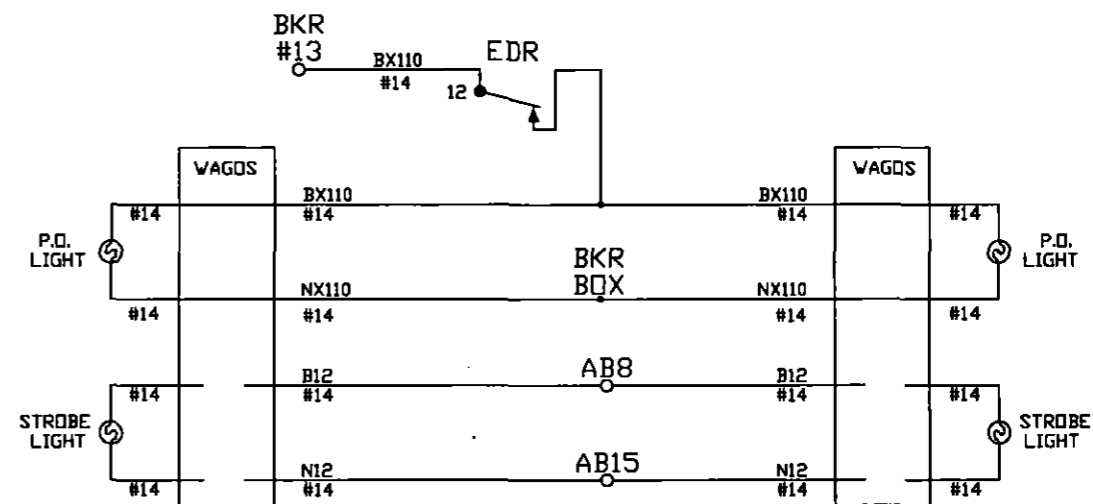 BKR
#13
BX110
#14
EDR
12
WAGOS
WAGOS
#14
BX110
#14
BX110
#14
#14
P.O.
LIGHT
BKR
BOX
P.O.
LIGHT
#14
NX110
#14
NX110
#14
#14
#14
B12
#14
AB8
B12
#14
#14
STROBE
LIGHT
STROBE
LIGHT
#14
N12
#14
AB15
N12
#14
#14